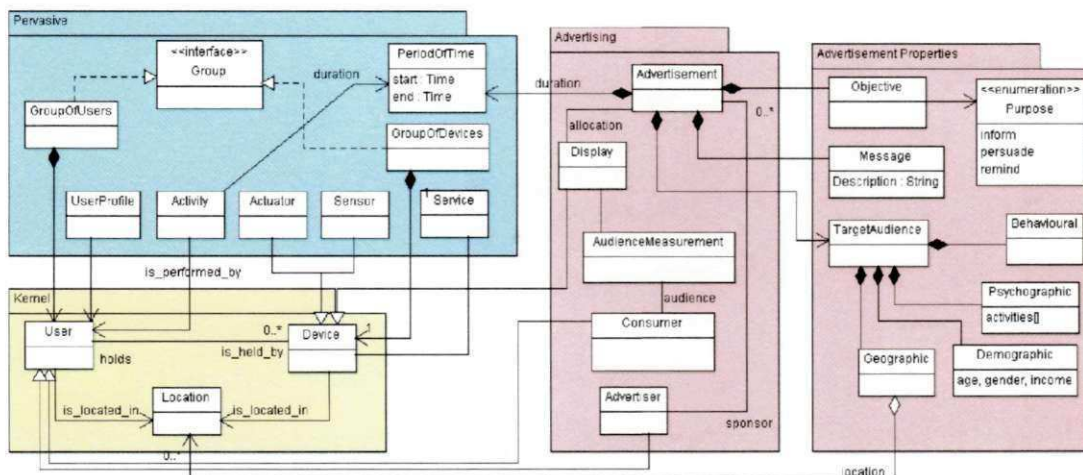 Pervasive
<<interface>>
Group
PeriodOfTime
start : Time
end : Time
duration
GroupOfUsers
GroupOfDevices
UserProfile
Activity
Actuator
Sensor
1
Service
is_performed_by
Kernel
User
holds
0..*
is_held_by
Device
1
is_located_in
Location
is_located_in
0..*
Advertising
Advertisement
duration
0..*
allocation
Display
AudienceMeasurement
audience
Consumer
Advertiser
sponsor
Advertisement Properties
Objective
<<enumeration>>
Purpose
inform
persuade
remind
Message
Description : String
TargetAudience
Behavioural
Psychographic
activities[]
Geographic
Demographic
age, gender, income
location